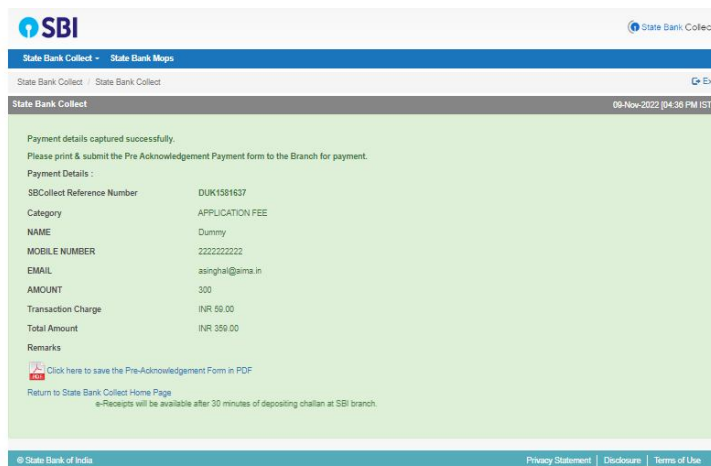 SBI
State Bank Collec
State Bank Collect State Bank Mops
State Bank Collect / State Bank Collect
Ex
State Bank Collect 09-Nov-2022 [04:36 PM IST
Payment details captured successfully.
Please print & submit the Pre Acknowledgement Payment form to the Branch for payment.
Payment Details :
SBCollect Reference Number DUK1581637
Category APPLICATION FEE
NAME Dummy
MOBILE NUMBER 2222222222
EMAIL asinghal@aima.in
AMOUNT 300
Transaction Charge INR 59.00
Total Amount INR 359.00
Remarks
Click here to save the Pre-Acknowledgement Form in PDF
Return to State Bank Collect Home Page
e-Receipts will be available after 30 minutes of depositing challan at SBI branch.
© State Bank of India Privacy Statement | Disclosure | Terms of Use